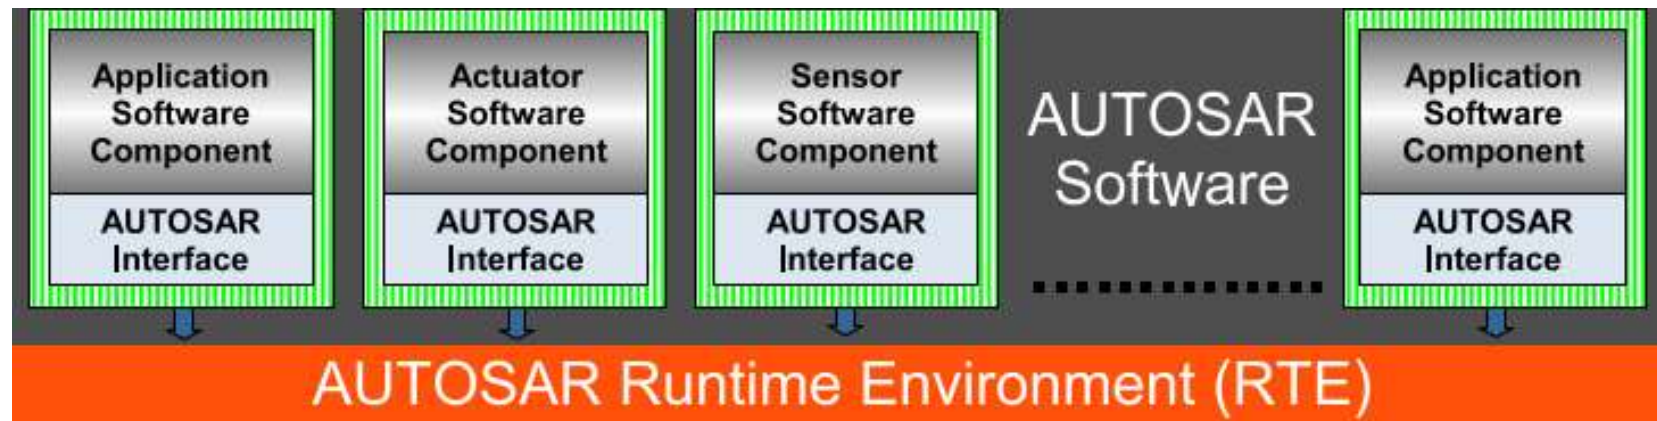 Application
Software
Component
AUTOSAR
Interface
Actuator
Software
Component
AUTOSAR
Interface
Sensor
Software
Component
AUTOSAR
Interface
AUTOSAR
Software
Application
Software
Component
AUTOSAR
Interface
AUTOSAR Runtime Environment (RTE)